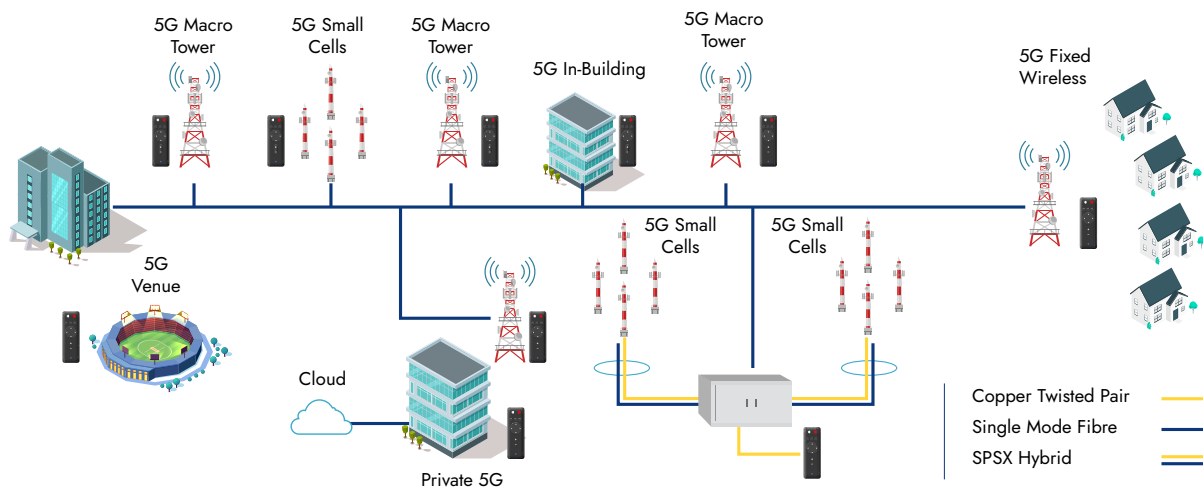 5G Macro
Tower
5G Small
Cells
5G Macro
Tower
5G In-Building
5G Macro
Tower
5G Fixed
Wireless
5G Small
Cells
5G Small
Cells
5G
Venue
Cloud
Private 5G
Copper Twisted Pair
Single Mode Fibre
SPSX Hybrid